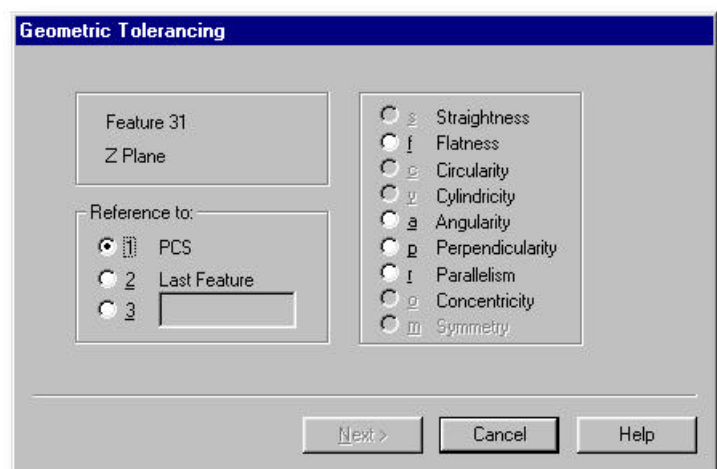 Geometric Tolerancing
Feature 31
Z Plane
Reference to:
1 PCS
2 Last Feature
3
s Straightness
f Flatness
c Circularity
y Cylindricity
a Angularity
p Perpendicularity
r Parallelism
o Concentricity
m Symmetry
Next >
Cancel
Help